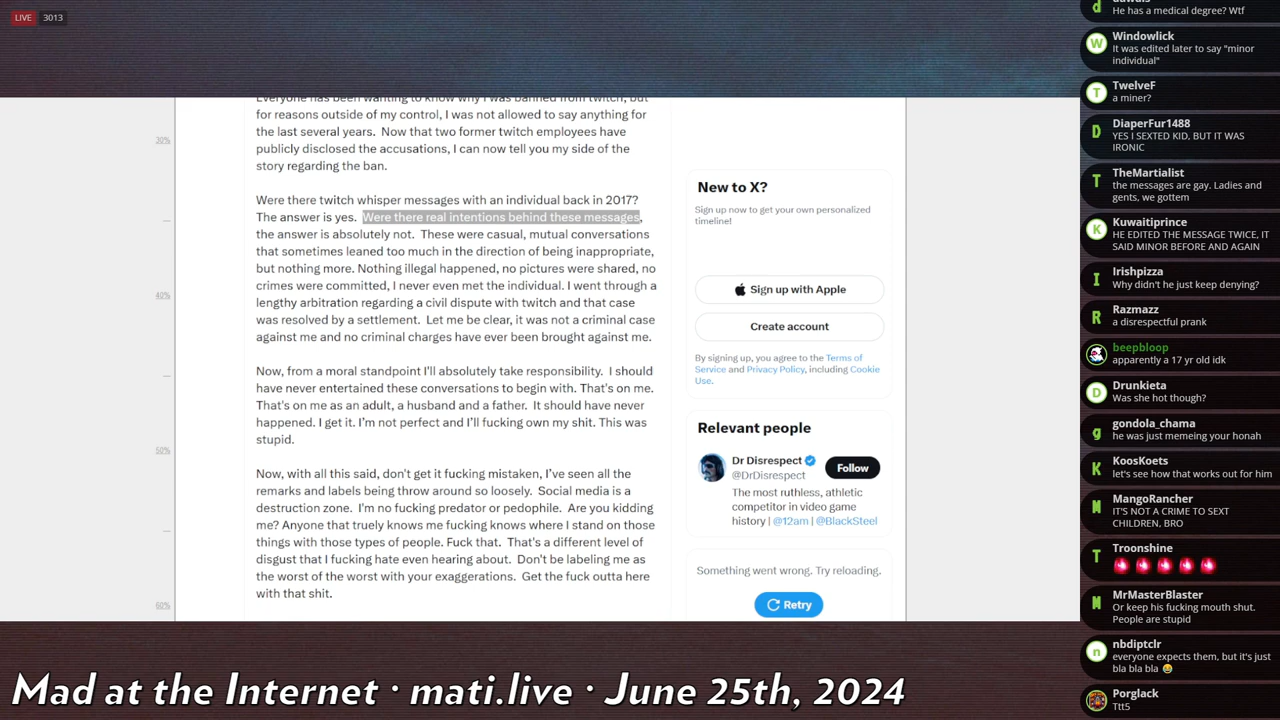 LIVE 3013
Everyone has been wanting to know why I was banned from twitch, but
for reasons outside of my control, I was not allowed to say anything for
the last several years.  Now that two former twitch employees have
publicly disclosed the accusations, I can now tell you my side of the
story regarding the ban.
Were there twitch whisper messages with an individual back in 2017?
The answer is yes.  Were there real intentions behind these messages,
the answer is absolutely not.  These were casual, mutual conversations
that sometimes leaned too much in the direction of being inappropriate,
but nothing more. Nothing illegal happened, no pictures were shared, no
crimes were committed, I never even met the individual. I went through a
lengthy arbitration regarding a civil dispute with twitch and that case
was resolved by a settlement.  Let me be clear, it was not a criminal case
against me and no criminal charges have ever been brought against me.
Now, from a moral standpoint I'll absolutely take responsibility.  I should
have never entertained these conversations to begin with. That's on me.
That's on me as an adult, a husband and a father.  It should have never
happened. I get it. I'm not perfect and I'll fucking own my shit. This was
stupid.
Now, with all this said, don't get it fucking mistaken, I've seen all the
remarks and labels being throw around so loosely.  Social media is a
destruction zone.  I'm no fucking predator or pedophile.  Are you kidding
me? Anyone that truely knows me fucking knows where I stand on those
things with those types of people. Fuck that.  That's a different level of
disgust that I fucking hate even hearing about.  Don't be labeling me as
the worst of the worst with your exaggerations.  Get the fuck outta here
with that shit.
30%
40%
50%
60%
New to X?
Sign up now to get your own personalized
timeline!
Sign up with Apple
Create account
By signing up, you agree to the Terms of
Service and Privacy Policy, including Cookie
Use.
Relevant people
Dr Disrespect
@DrDisrespect
Follow
The most ruthless, athletic
competitor in video game
history | @12am | @BlackSteel
Something went wrong. Try reloading.
Retry
He has a medical degree? Wtf
Windowlick
It was edited later to say "minor
individual"
TwelveF
a miner?
DiaperFur1488
YES I SEXTED KID, BUT IT WAS
IRONIC
TheMartialist
the messages are gay. Ladies and
gents, we gottem
Kuwaitiprince
HE EDITED THE MESSAGE TWICE, IT
SAID MINOR BEFORE AND AGAIN
Irishpizza
Why didn't he just keep denying?
Razmazz
a disrespectful prank
beepbloop
apparently a 17 yr old idk
Drunkieta
Was she hot though?
gondola_chama
he was just memeing your honah
KoosKoets
let's see how that works out for him
MangoRancher
IT'S NOT A CRIME TO SEXT
CHILDREN, BRO
Troonshine
MrMasterBlaster
Or keep his fucking mouth shut.
People are stupid
nbdiptclr
everyone expects them, but it's just
bla bla bla 😂
Porglack
Ttt5
Mad at the Internet · mati.live · June 25th, 2024